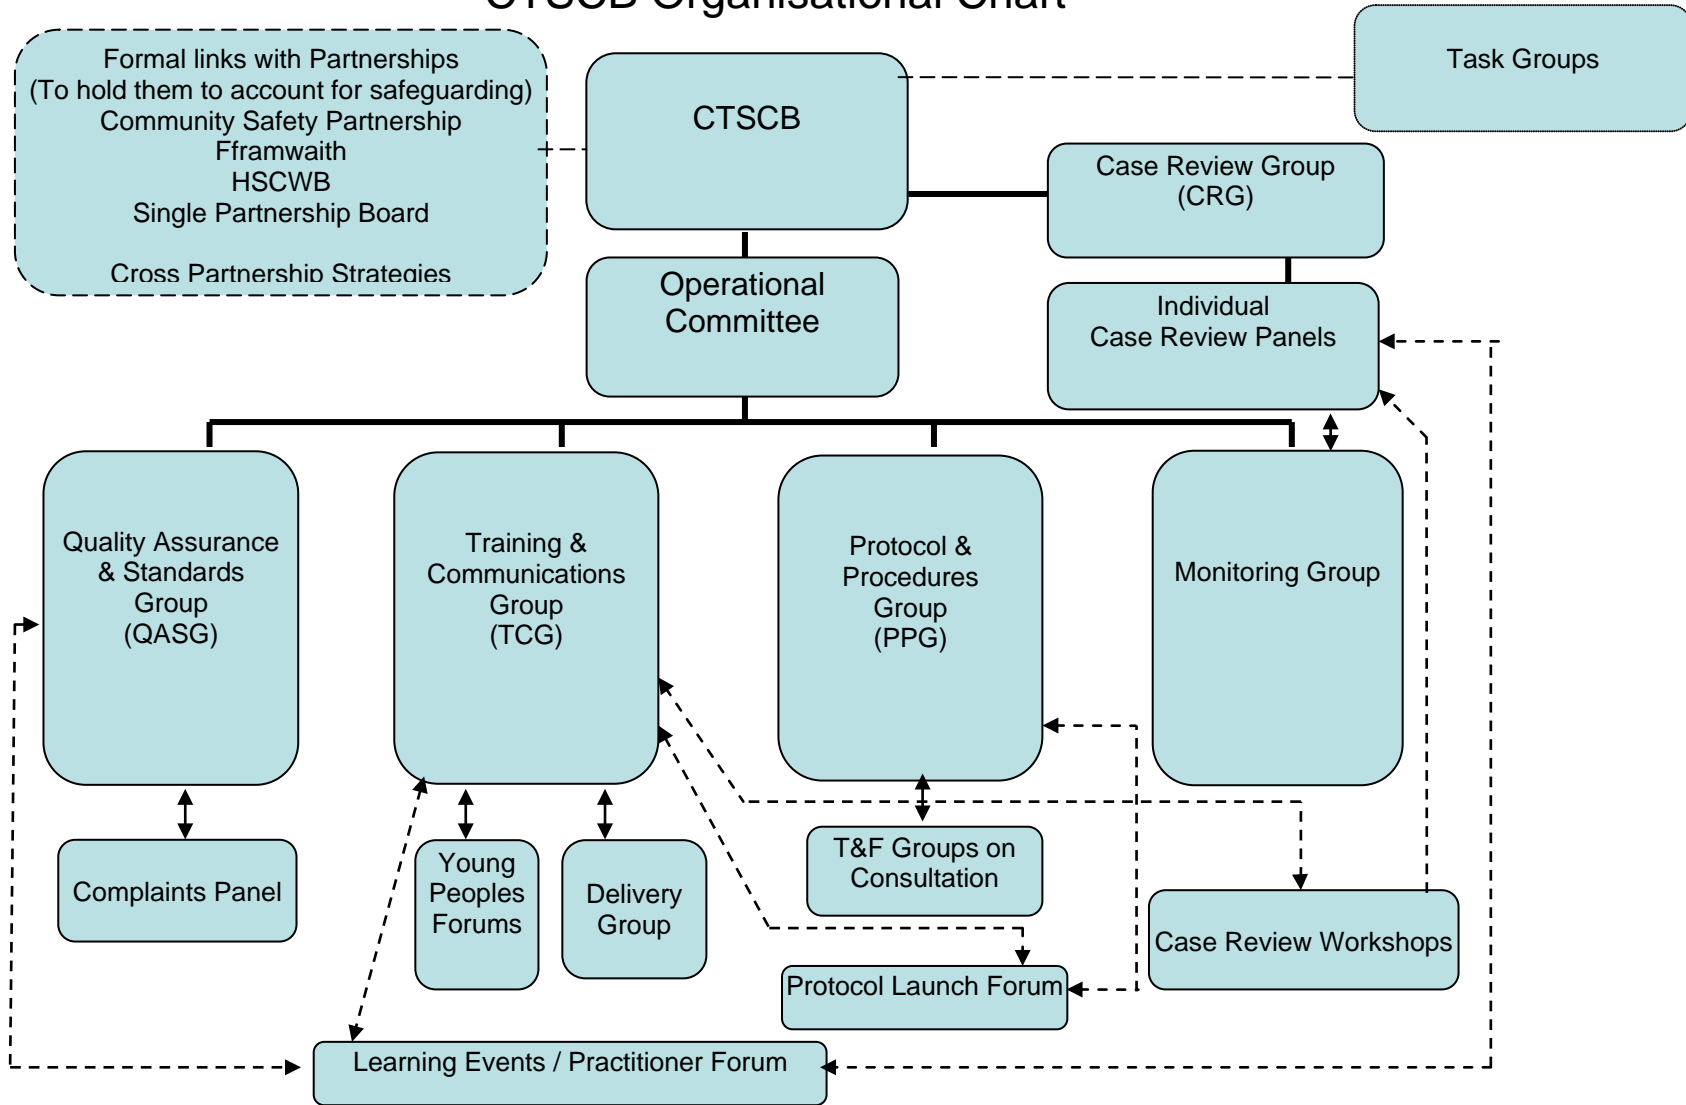 CTSCB Organisational Chart
Formal links with Partnerships
(To hold them to account for safeguarding)
Community Safety Partnership
Fframwaith
HSCWB
Single Partnership Board
Cross Partnership Strategies
CTSCB
Task Groups
Case Review Group
(CRG)
Operational
Committee
Individual
Case Review Panels
Quality Assurance
& Standards
Group
(QASG)
Training &
Communications
Group
(TCG)
Protocol &
Procedures
Group
(PPG)
Monitoring Group
Complaints Panel
Young
Peoples
Forums
Delivery
Group
T&F Groups on
Consultation
Case Review Workshops
Protocol Launch Forum
Learning Events / Practitioner Forum